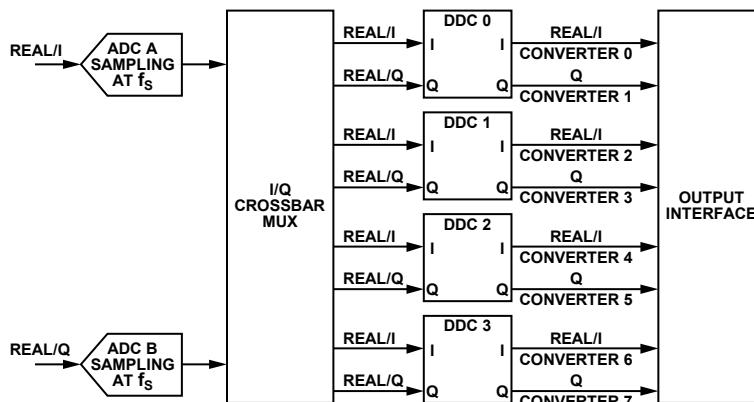 REAL/I
ADC A
SAMPLING
AT fS
REAL/Q
ADC B
SAMPLING
AT fS
I/Q
CROSSBAR
MUX
REAL/I
REAL/Q
DDC 0
I I
Q Q
REAL/I
CONVERTER 0
Q
CONVERTER 1
REAL/I
REAL/Q
DDC 1
I I
Q Q
REAL/I
CONVERTER 2
Q
CONVERTER 3
REAL/I
REAL/Q
DDC 2
I I
Q Q
REAL/I
CONVERTER 4
Q
CONVERTER 5
REAL/I
REAL/Q
DDC 3
I I
Q Q
REAL/I
CONVERTER 6
Q
CONVERTER 7
OUTPUT
INTERFACE